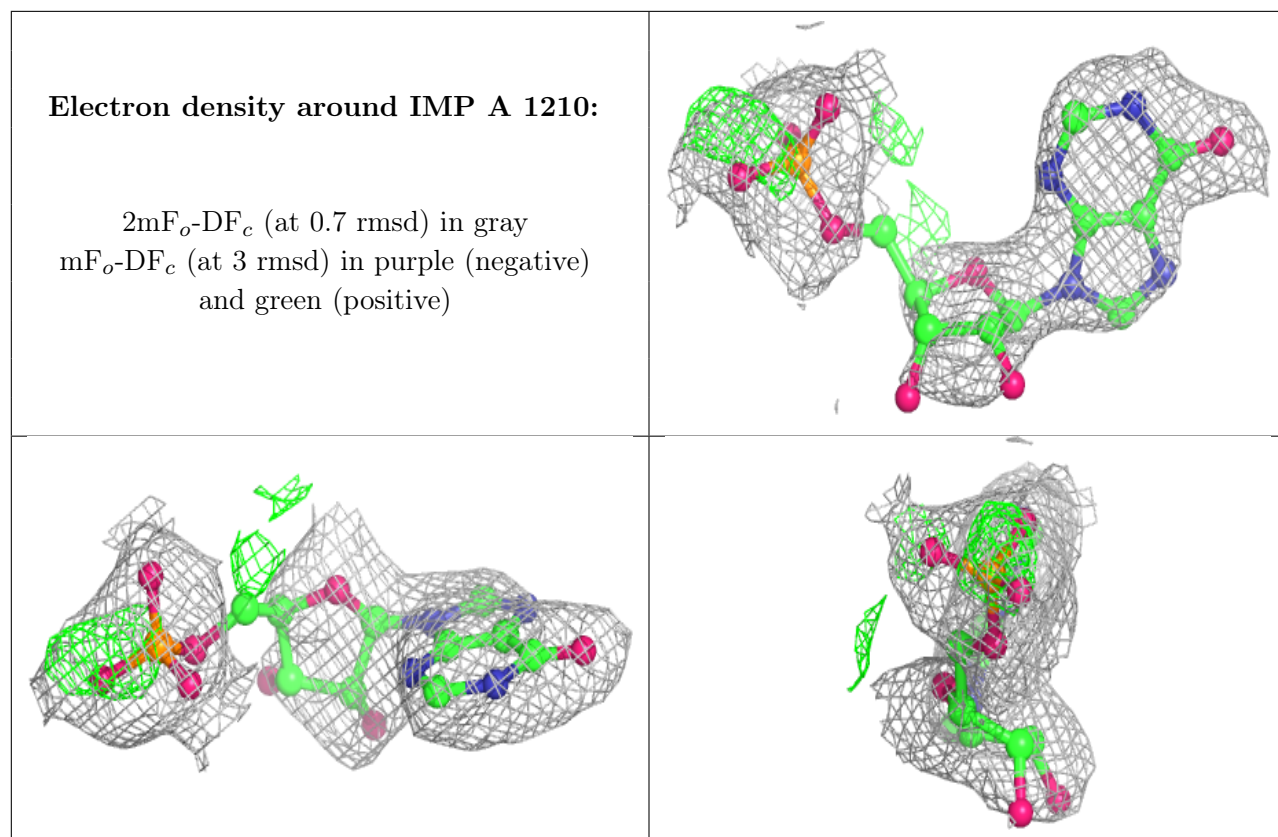 Electron density around IMP A 1210:
2mFo-DFc (at 0.7 rmsd) in gray
mFo-DFc (at 3 rmsd) in purple (negative)
and green (positive)